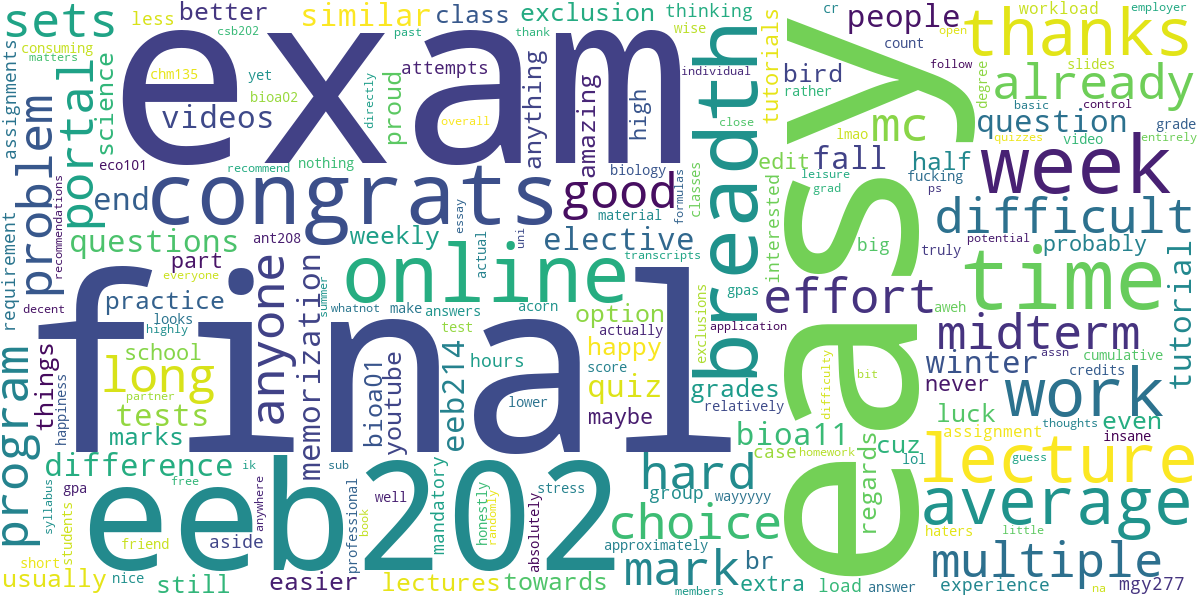 sets
exam
less
better
csb202
similar
past
class
exclusion
thank
thinking
wise
cr
people
workload
employer
open
thanks
consuming
matters
assignments
portal
science
chm135
yet
bioa02
videos
directly
proud
attempts
overall
anything
amazing
high
individual
tutorials
bird
rather
count
follow
slides
already
degree
basic
control
grade
problem
eco101
recommend
nothing
biology
close
breadth
easy
lmao
mc
question
quizzes
video
entirely
edit
fall
half
week
end
congrats
good
material
formulas
classes
interested
leisure
grad
fucking
ps
recommendations
requirement
questions
ant208
weekly
essay
uni
elective
actual
transcripts
big
truly
potential
difficult
probably
part
everyone
practice
looks
highly
decent
final
anyone
memorization
summer
whatnot
online
make
answers
acorn
test
option
actually
exclusions
gpas
application
effort
aweh
time
tutorial
program
things
happiness
school
long
partner
tests
marks
bioa01
youtube
eeb214
hours
lower
score
happy
quiz
maybe
grades
relatively
difficulty
bit
midterm
assn
cumulative
winter
never
credits
work
difference
ik
sub
free
gpa
syllabus
anywhere
eeb202
professional
book
well
randomly
mandatory
honestly
stress
absolutely
hard
group
wayyyyy
choice
approximately
bioa11
case
homework
cuz
lol
regards
luck
assignment
thoughts
even
insane
guess
lecture
average
haters
little
short
students
friend
aside
usually
nice
still
easier
lectures
towards
mark
members
br
extra
load
answer
experience
multiple
na
mgy277